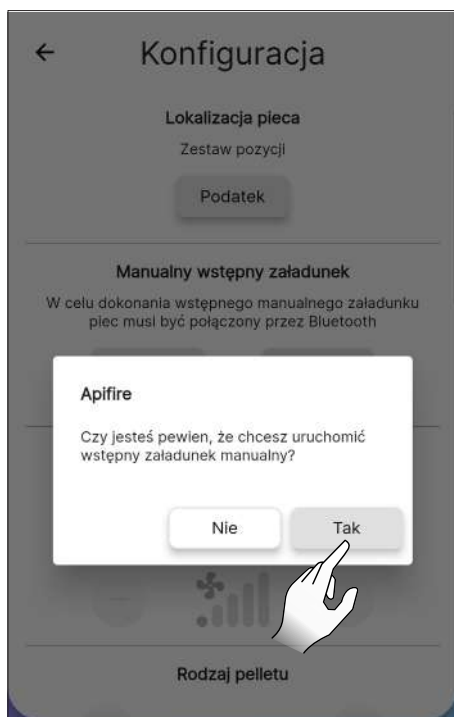 Konfiguracja
Lokalizacja pieca
Zestaw pozycji
Podatek
Manualny wstępny załadunek
W celu dokonania wstępnego manualnego załadunku
piec musi być połączony przez Bluetooth
Apifire
Czy jesteś pewien, że chcesz uruchomić
wstępny załadunek manualny?
Nie
Tak
Rodzaj pelletu